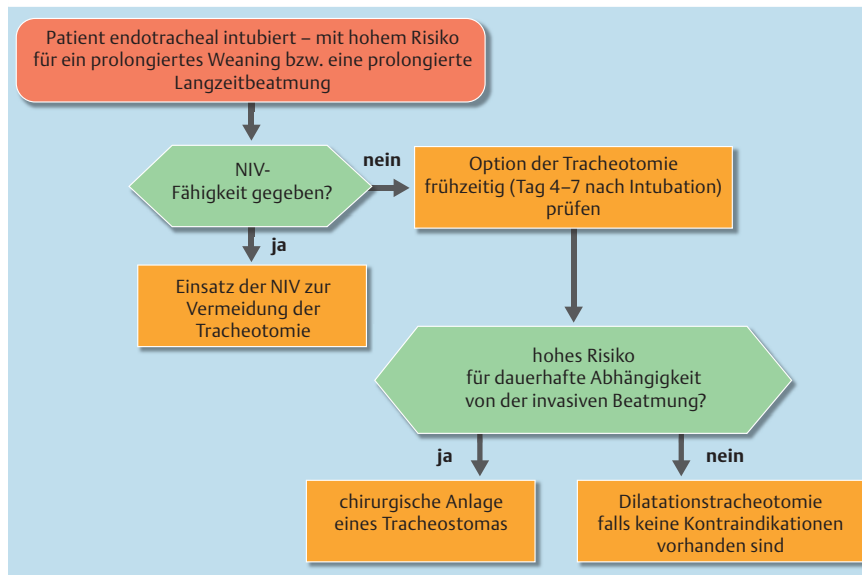 Patient endotracheal intubiert – mit hohem Risiko
für ein prolongiertes Weaning bzw. eine prolongierte
Langzeitbeatmung
NIV-
Fähigkeit gegeben?
nein
Option der Tracheotomie
frühzeitig (Tag 4–7 nach Intubation)
prüfen
ja
Einsatz der NIV zur
Vermeidung der
Tracheotomie
hohes Risiko
für dauerhafte Abhängigkeit
von der invasiven Beatmung?
ja
nein
chirurgische Anlage
eines Tracheostomas
Dilatationstracheotomie
falls keine Kontraindikationen
vorhanden sind